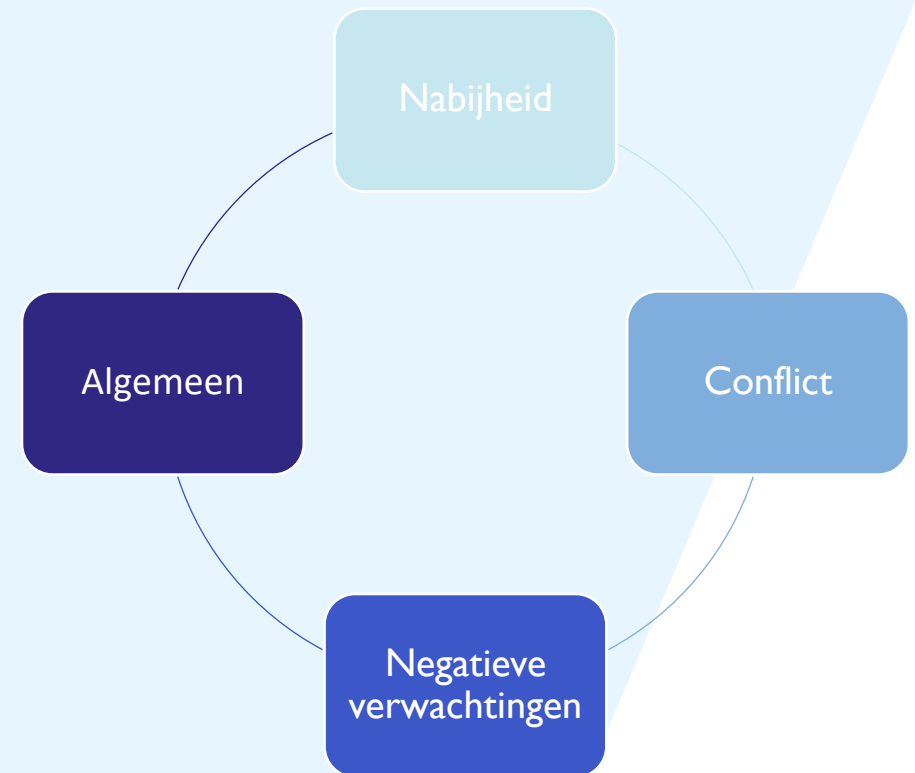 Nabijheid
Algemeen
Conflict
Negatieve
verwachtingen